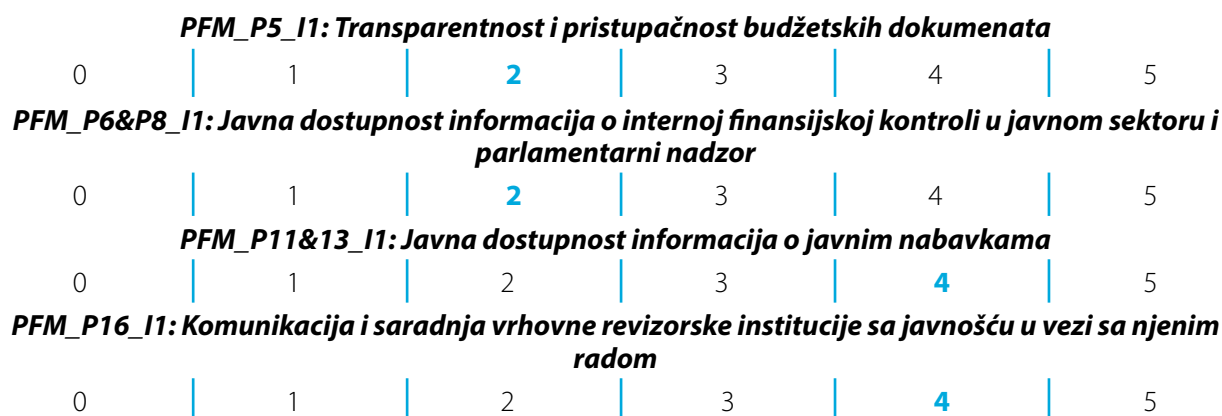 PFM_P5_I1: Transparentnost i pristupačnost budžetskih dokumenata
0 1 2 3 4 5
PFM_P6&P8_I1: Javna dostupnost informacija o internoj finansijskoj kontroli u javnom sektoru i
parlamentarni nadzor
0 1 2 3 4 5
PFM_P11&13_I1: Javna dostupnost informacija o javnim nabavkama
0 1 2 3 4 5
PFM_P16_I1: Komunikacija i saradnja vrhovne revizorske institucije sa javnošću u vezi sa njenim
radom
0 1 2 3 4 5